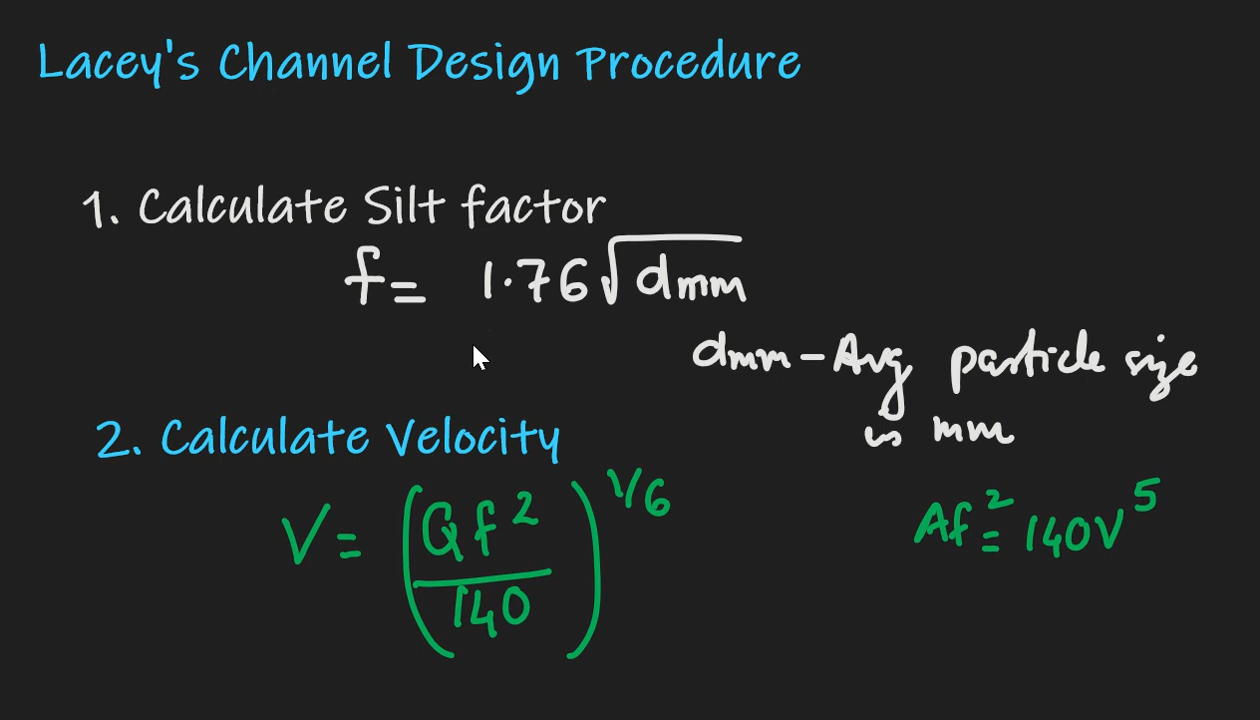 Lacey's Channel Design Procedure
1. Calculate Silt factor
f = 1.76√dmm
dmm - Avg particle size
in mm
2. Calculate Velocity
V = (Qf²/140)^1/6
Af² = 140V⁵